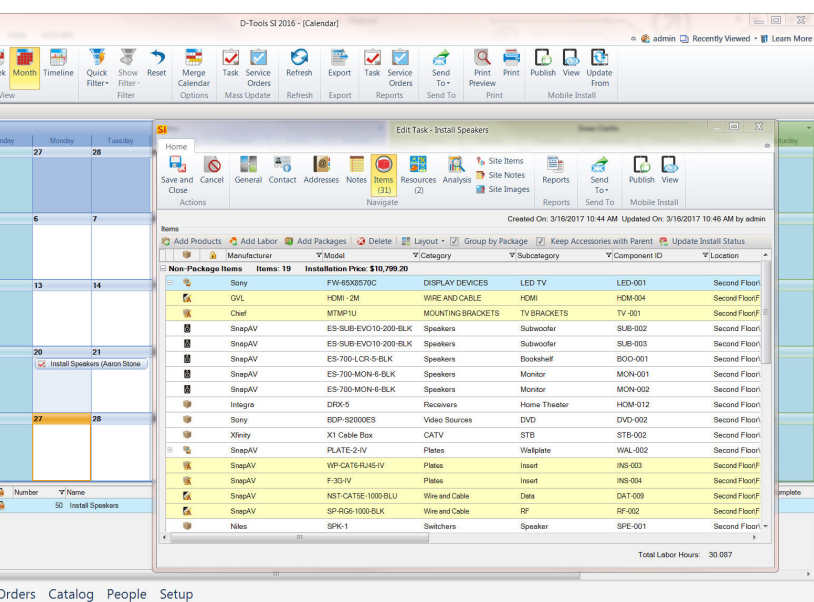 D-Tools SI 2016 - [Calendar]
admin Recently Viewed Learn More
Month Timeline Quick Filter Show Filter Reset Merge Calendar Task Service Orders Refresh Export Task Service Orders Send To Print Preview Print Publish View Update From
View Filter Options Mass Update Refresh Export Reports Send To Print Mobile Install
Monday Tuesday
27 28
6 7
13 14
20 21
Install Speakers (Aaron Stone
27 28
Number Name
50 Install Speakers
Si Edit Task - Install Speakers
Home
Save and Close Cancel General Contact Addresses Notes Items (31) Resources (2) Analysis Site Items Site Notes Site Images Reports Send To Publish View
Actions Navigate Reports Send To Mobile Install
Created On: 3/16/2017 10:44 AM Updated On: 3/16/2017 10:46 AM by admin
Items
Add Products Add Labor Add Packages Delete Layout Group by Package Keep Accessories with Parent Update Install Status
Manufacturer Model Category Subcategory Component ID Location
Non-Package Items Items: 19 Installation Price: $10,799.20
Sony FW-65X8570C DISPLAY DEVICES LED TV LED-001 Second Floor\
GVL HDMI - 2M WIRE AND CABLE HDMI HDM-004 Second Floor\F
Chief MTMP1U MOUNTING BRACKETS TV BRACKETS TV -001 Second Floor\F
SnapAV ES-SUB-EVO10-200-BLK Speakers Subwoofer SUB-002 Second Floor\
SnapAV ES-SUB-EVO10-200-BLK Speakers Subwoofer SUB-003 Second Floor\
SnapAV ES-700-LCR-5-BLK Speakers Bookshelf BOO-001 Second Floor\
SnapAV ES-700-MON-6-BLK Speakers Monitor MON-001 Second Floor\
SnapAV ES-700-MON-6-BLK Speakers Monitor MON-002 Second Floor\
Integra DRX-5 Receivers Home Theater HOM-012 Second Floor\
Sony BDP-S2000ES Video Sources DVD DVD-002 Second Floor\
Xfinity X1 Cable Box CATV STB STB-002 Second Floor\
SnapAV PLATE-2-IV Plates Wallplate WAL-002 Second Floor\
SnapAV WP-CAT6-RJ45-IV Plates Insert INS-003 Second Floor\F
SnapAV F-3G-IV Plates Insert INS-004 Second Floor\F
SnapAV NST-CAT5E-1000-BLU Wire and Cable Data DAT-009 Second Floor\F
SnapAV SP-RG6-1000-BLK Wire and Cable RF RF-002 Second Floor\F
Niles SPK-1 Switchers Speaker SPE-001 Second Floor\
Total Labor Hours: 30.087
Orders Catalog People Setup